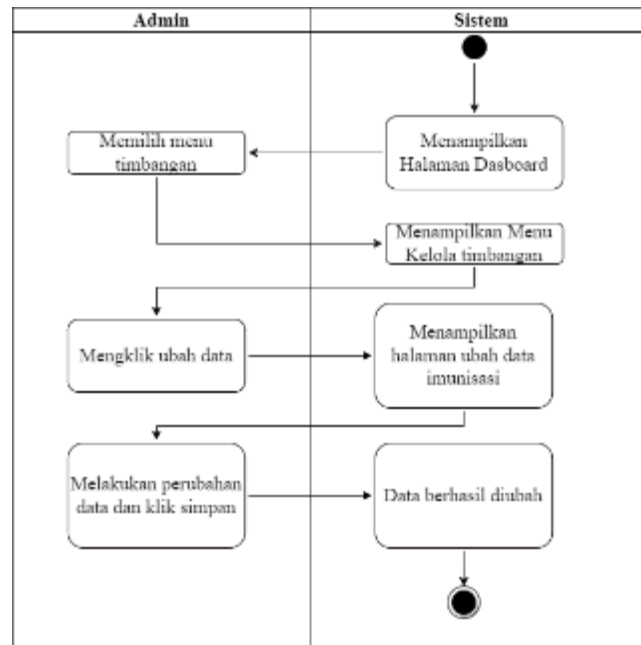 Admin
Sistem
Menampilkan
Halaman Dasboard
Memilih menu
timbangan
Menampilkan Menu
Kelola timbangan
Mengklik ubah data
Menampilkan
halaman ubah data
imunisasi
Melakukan perubahan
data dan klik simpan
Data berhasil diubah